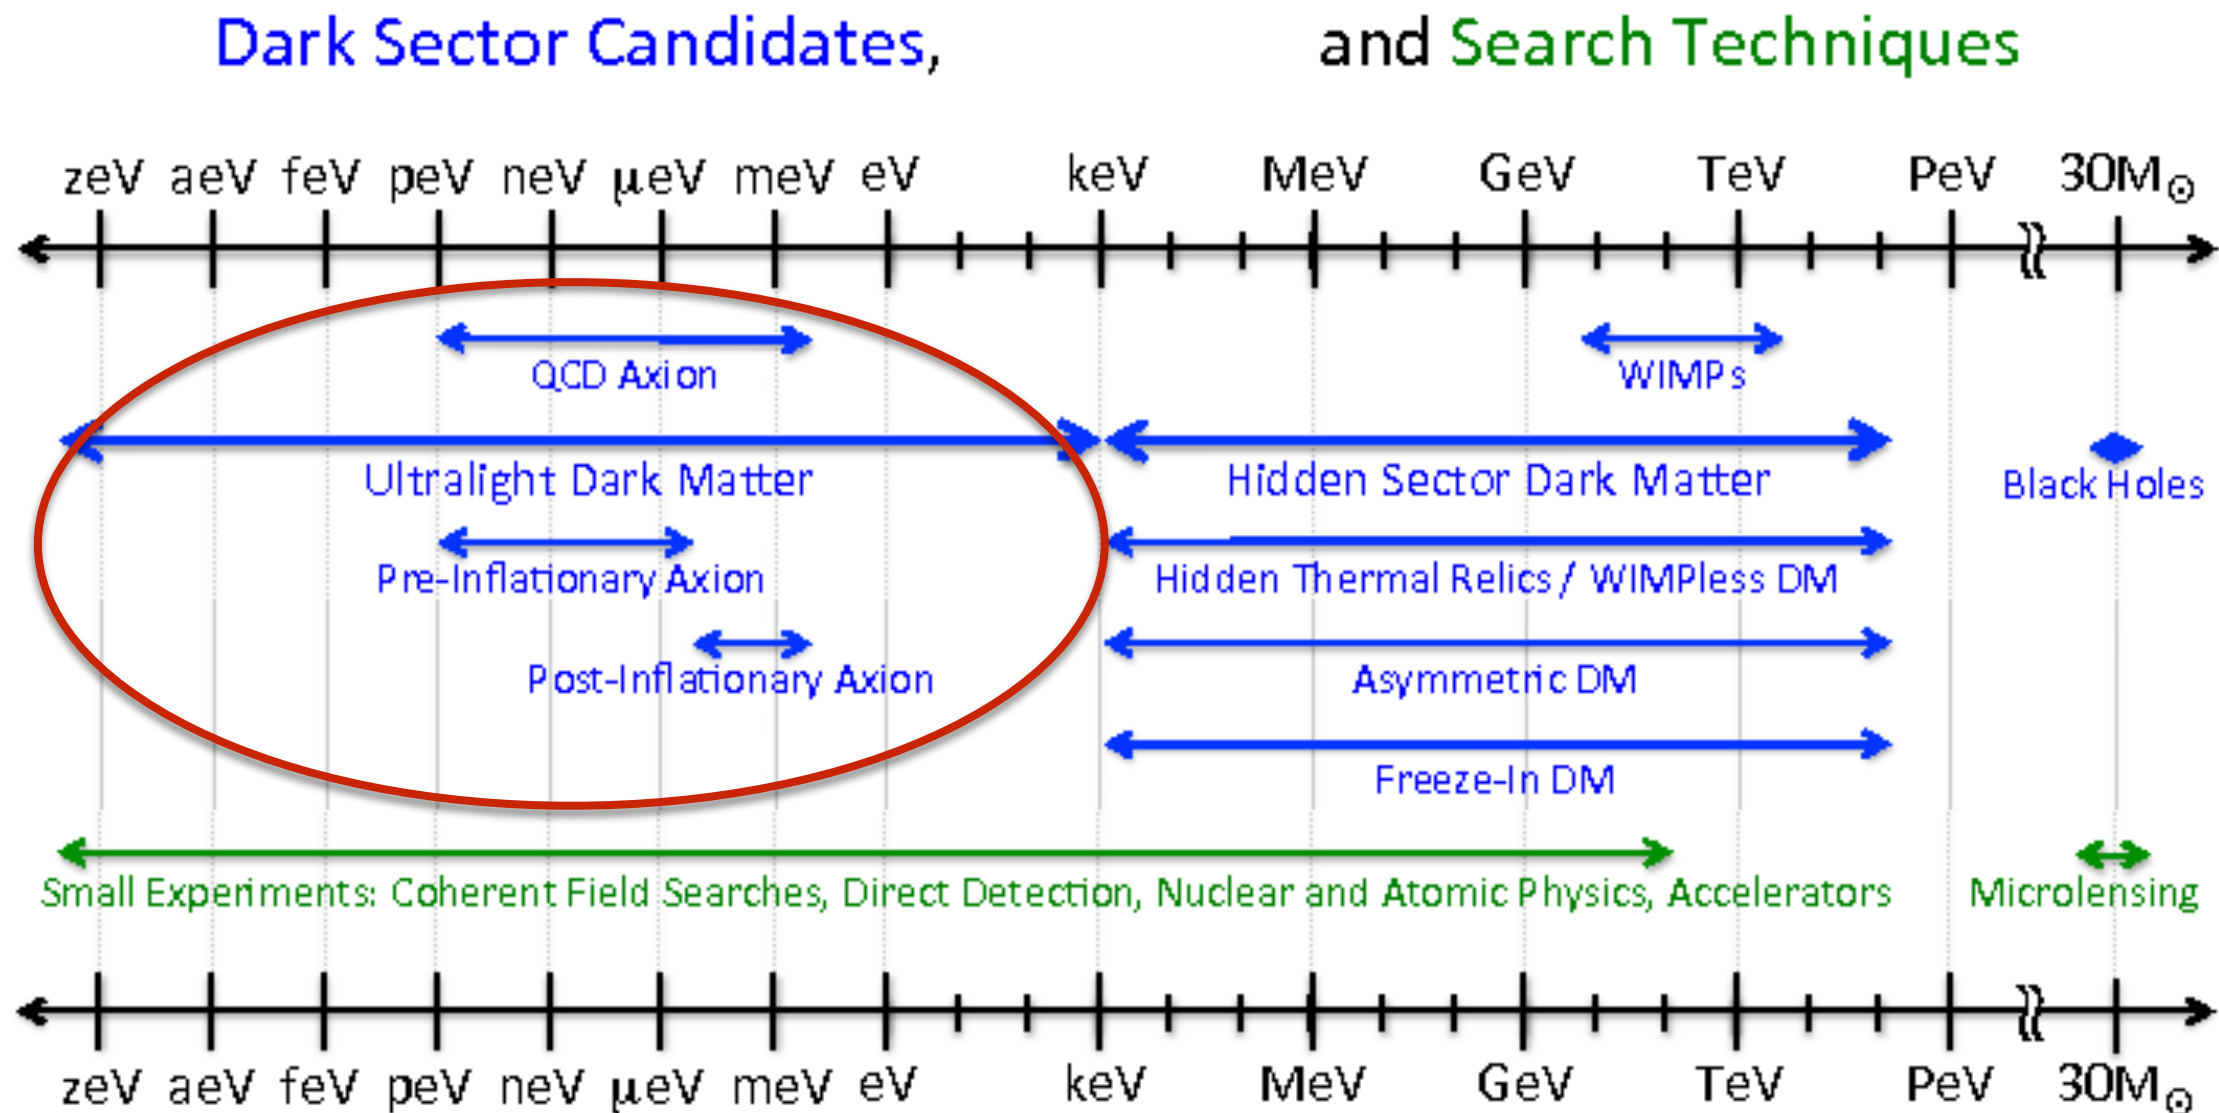 Dark Sector Candidates, and Search Techniques
zeV aeV feV peV neV μeV meV eV keV MeV GeV TeV PeV 30M☉
QCD Axion WIMPs
Ultralight Dark Matter Hidden Sector Dark Matter Black Holes
Pre-Inflationary Axion Hidden Thermal Relics / WIMPless DM
Post-Inflationary Axion Asymmetric DM
Freeze-In DM
Small Experiments: Coherent Field Searches, Direct Detection, Nuclear and Atomic Physics, Accelerators Microlensing
zeV aeV feV peV neV μeV meV eV keV MeV GeV TeV PeV 30M☉